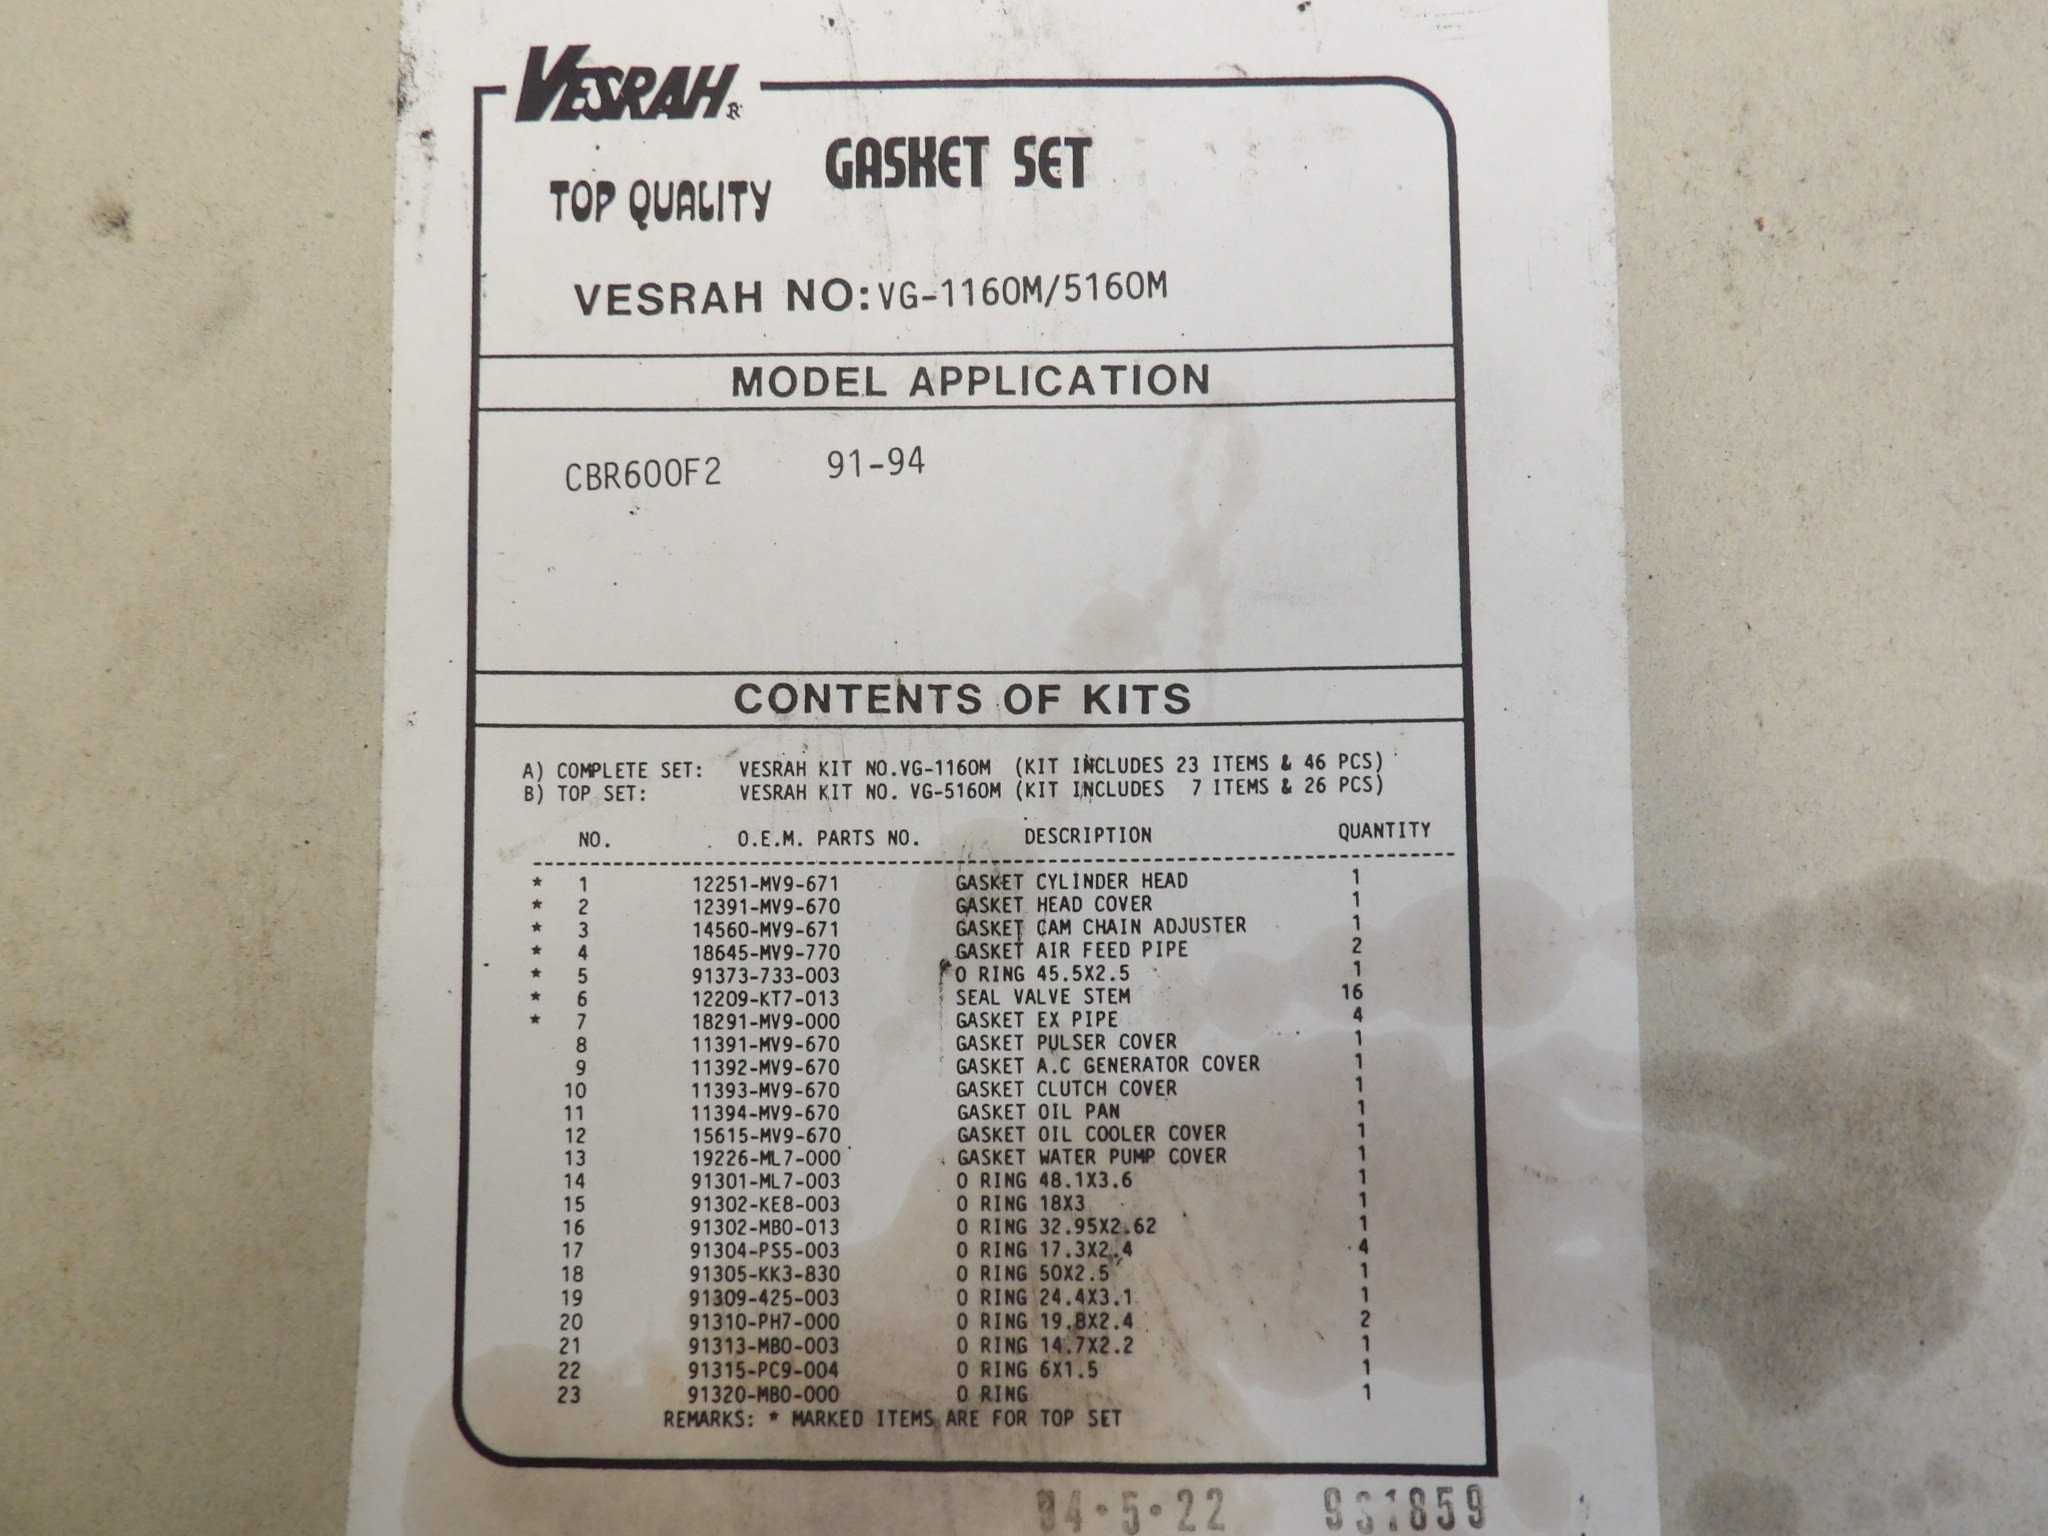 VESRAH R
GASKET SET
TOP QUALITY
VESRAH NO: VG-1160M/5160M
MODEL APPLICATION
CBR600F2 91-94
CONTENTS OF KITS
A) COMPLETE SET: VESRAH KIT NO.VG-1160M (KIT INCLUDES 23 ITEMS & 46 PCS)
B) TOP SET: VESRAH KIT NO. VG-5160M (KIT INCLUDES 7 ITEMS & 26 PCS)
NO. O.E.M. PARTS NO. DESCRIPTION QUANTITY
* 1 12251-MV9-671 GASKET CYLINDER HEAD 1
* 2 12391-MV9-670 GASKET HEAD COVER 1
* 3 14560-MV9-671 GASKET CAM CHAIN ADJUSTER 1
* 4 18645-MV9-770 GASKET AIR FEED PIPE 2
* 5 91373-733-003 O RING 45.5X2.5 1
* 6 12209-KT7-013 SEAL VALVE STEM 16
* 7 18291-MV9-000 GASKET EX PIPE 4
8 11391-MV9-670 GASKET PULSER COVER 1
9 11392-MV9-670 GASKET A.C GENERATOR COVER 1
10 11393-MV9-670 GASKET CLUTCH COVER 1
11 11394-MV9-670 GASKET OIL PAN 1
12 15615-MV9-670 GASKET OIL COOLER COVER 1
13 19226-ML7-000 GASKET WATER PUMP COVER 1
14 91301-ML7-003 O RING 48.1X3.6 1
15 91302-KE8-003 O RING 18X3 1
16 91302-MB0-013 O RING 32.95X2.62 1
17 91304-PS5-003 O RING 17.3X2.4 4
18 91305-KK3-830 O RING 50X2.5 1
19 91309-425-003 O RING 24.4X3.1 1
20 91310-PH7-000 O RING 19.8X2.4 2
21 91313-MB0-003 O RING 14.7X2.2 1
22 91315-PC9-004 O RING 6X1.5 1
23 91320-MB0-000 O RING 1
REMARKS: * MARKED ITEMS ARE FOR TOP SET
94·5·22